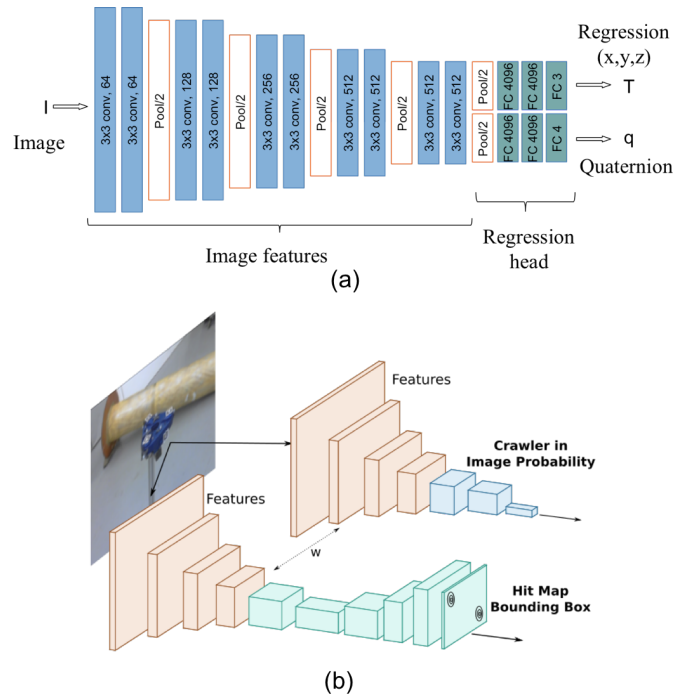 Regression
(x,y,z)
I
Image
3x3 conv, 64
3x3 conv, 64
Pool/2
3x3 conv, 128
3x3 conv, 128
Pool/2
3x3 conv, 256
3x3 conv, 256
Pool/2
3x3 conv, 512
3x3 conv, 512
Pool/2
3x3 conv, 512
3x3 conv, 512
Pool/2
FC 4096
FC 4096
FC 3
T
Pool/2
FC 4096
FC 4096
FC 4
q
Quaternion
Image features
Regression
head
(a)
Features
Crawler in
Image Probability
Features
w
Hit Map
Bounding Box
(b)